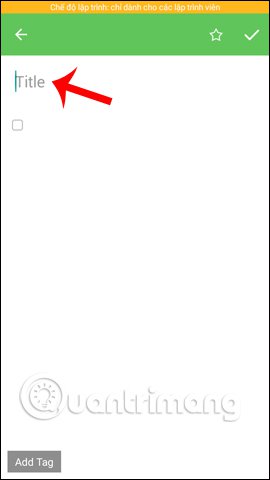 Chế độ lập trình: chỉ dành cho các lập trình viên
Title
Quantrimang
Add Tag